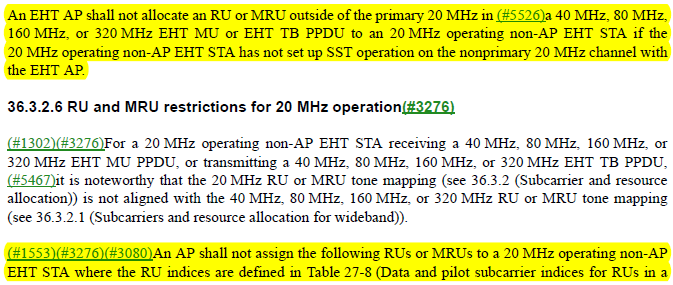 An EHT AP shall not allocate an RU or MRU outside of the primary 20 MHz in (#5526)a 40 MHz, 80 MHz,
160 MHz, or 320 MHz EHT MU or EHT TB PPDU to an 20 MHz operating non-AP EHT STA if the
20 MHz operating non-AP EHT STA has not set up SST operation on the nonprimary 20 MHz channel with
the EHT AP.
36.3.2.6 RU and MRU restrictions for 20 MHz operation(#3276)
(#1302)(#3276)For a 20 MHz operating non-AP EHT STA receiving a 40 MHz, 80 MHz, 160 MHz, or
320 MHz EHT MU PPDU, or transmitting a 40 MHz, 80 MHz, 160 MHz, or 320 MHz EHT TB PPDU,
(#5467)it is noteworthy that the 20 MHz RU or MRU tone mapping (see 36.3.2 (Subcarrier and resource
allocation)) is not aligned with the 40 MHz, 80 MHz, 160 MHz, or 320 MHz RU or MRU tone mapping
(see 36.3.2.1 (Subcarriers and resource allocation for wideband)).
(#1553)(#3276)(#3080)An AP shall not assign the following RUs or MRUs to a 20 MHz operating non-AP
EHT STA where the RU indices are defined in Table 27-8 (Data and pilot subcarrier indices for RUs in a